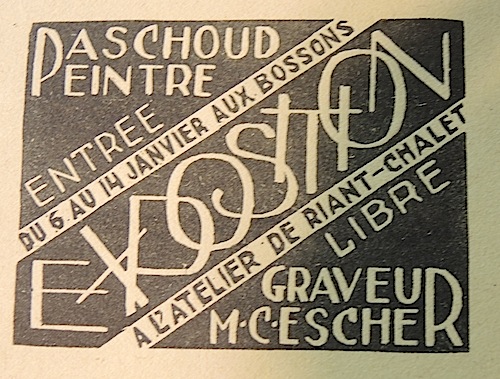 PASCHOUD
PEINTRE
ENTREE
DU 6 AU 14 JANVIER AUX BOSSONS
EXPOSITION
A L'ATELIER DE RIANT-CHALET
LIBRE
GRAVEUR
M·C·ESCHER